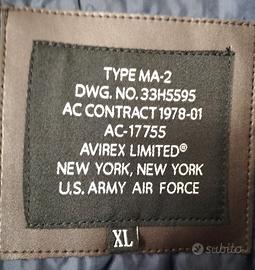 TYPE MA-2
DWG. NO. 33H5595
AC CONTRACT 1978-01
AC-17755
AVIREX LIMITED®
NEW YORK, NEW YORK
U.S. ARMY AIR FORCE
XL
subito